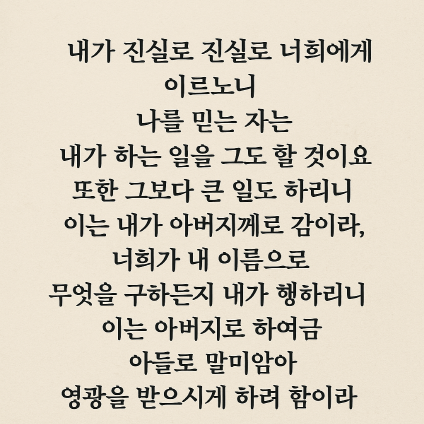 내가 진실로 진실로 너희에게
이르노니
나를 믿는 자는
내가 하는 일을 그도 할 것이요
또한 그보다 큰 일도 하리니
이는 내가 아버지께로 감이라,
너희가 내 이름으로
무엇을 구하든지 내가 행하리니
이는 아버지로 하여금
아들로 말미암아
영광을 받으시게 하려 함이라